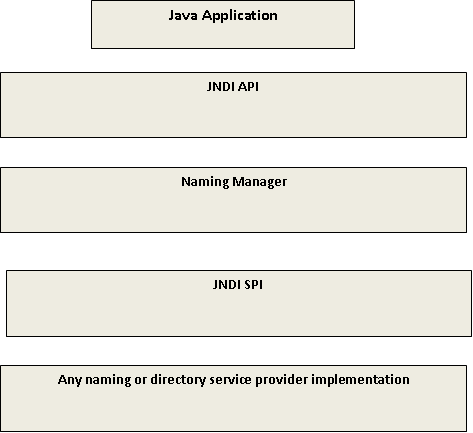 Java Application
JNDI API
Naming Manager
JNDI SPI
Any naming or directory service provider implementation